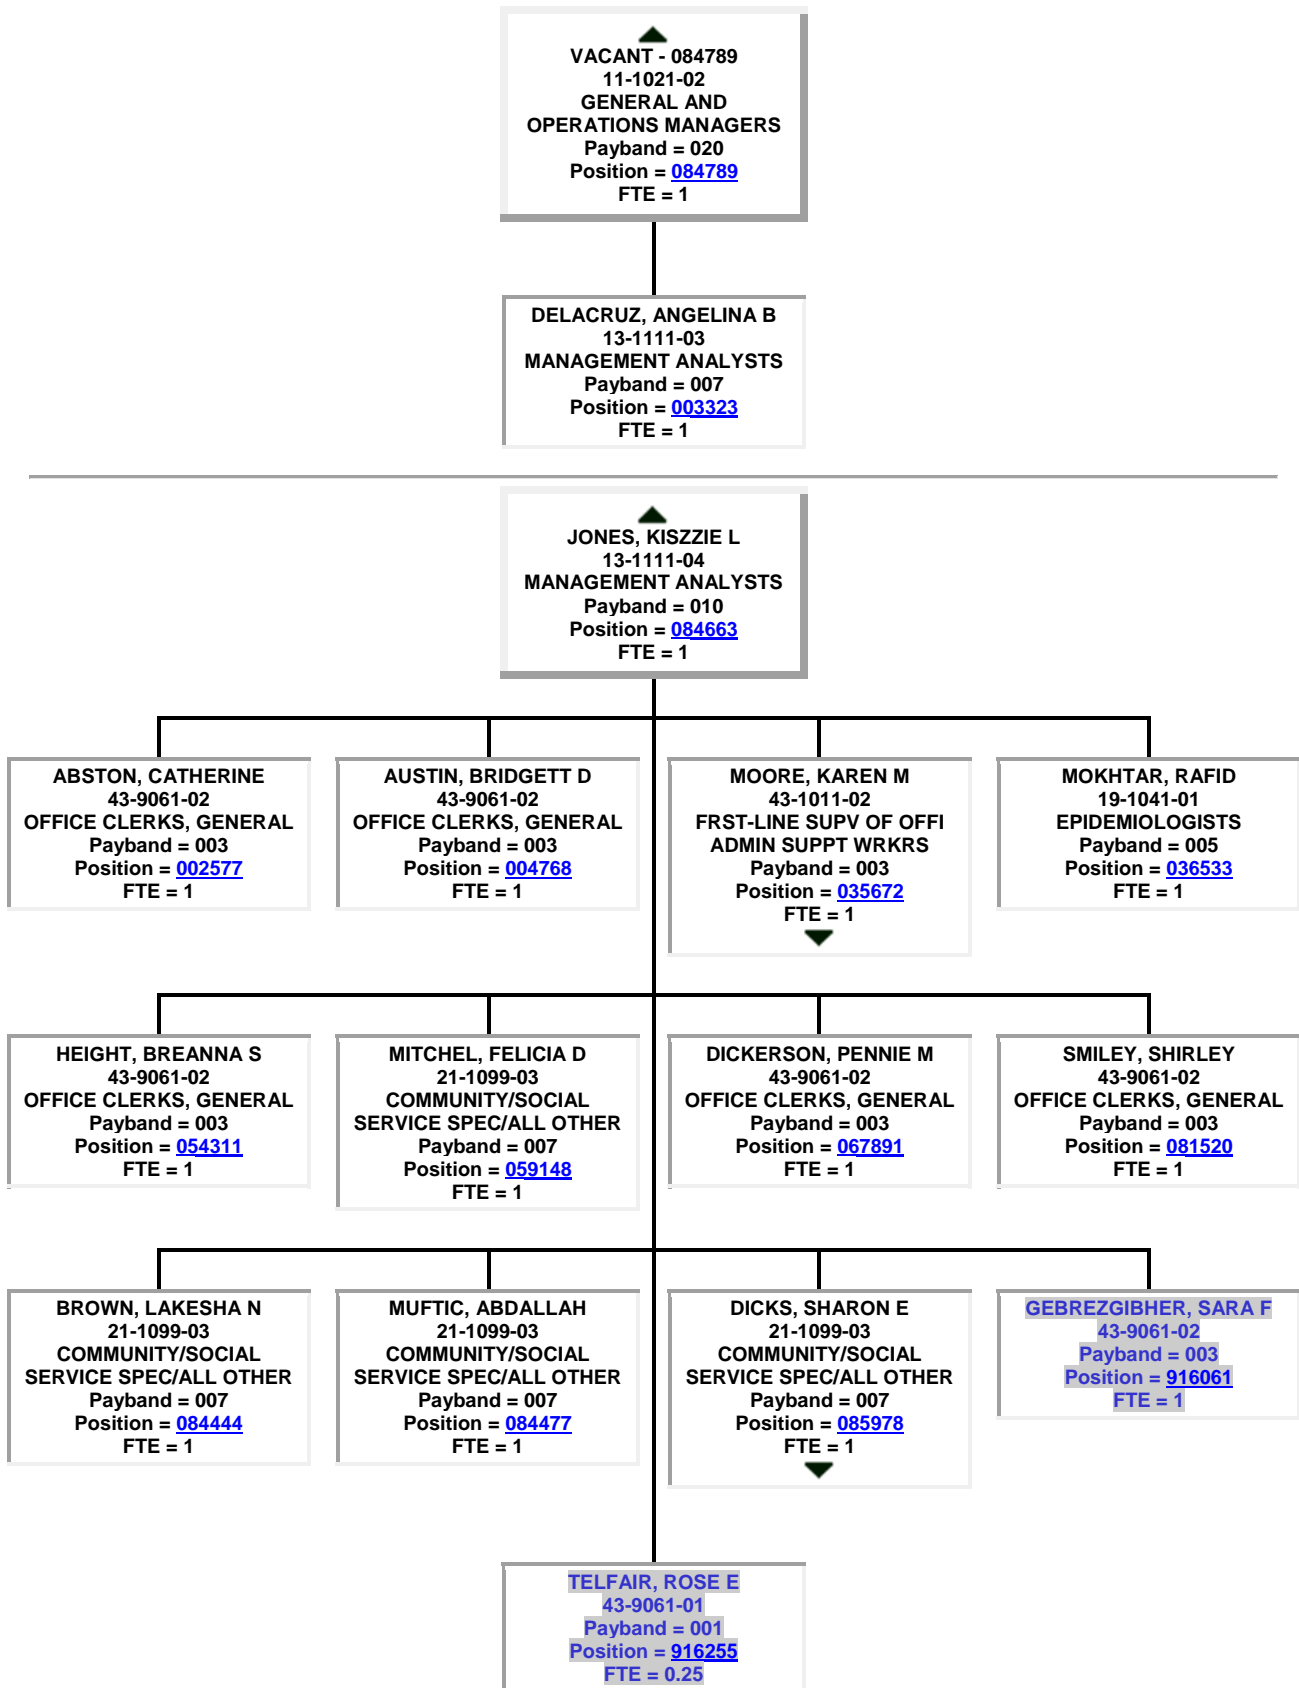 VACANT - 084789
11-1021-02
GENERAL AND
OPERATIONS MANAGERS
Payband = 020
Position = 084789
FTE = 1
DELACRUZ, ANGELINA B
13-1111-03
MANAGEMENT ANALYSTS
Payband = 007
Position = 003323
FTE = 1
JONES, KISZZIE L
13-1111-04
MANAGEMENT ANALYSTS
Payband = 010
Position = 084663
FTE = 1
ABSTON, CATHERINE
43-9061-02
OFFICE CLERKS, GENERAL
Payband = 003
Position = 002577
FTE = 1
AUSTIN, BRIDGETT D
43-9061-02
OFFICE CLERKS, GENERAL
Payband = 003
Position = 004768
FTE = 1
MOORE, KAREN M
43-1011-02
FRST-LINE SUPV OF OFFI
ADMIN SUPPT WRKRS
Payband = 003
Position = 035672
FTE = 1
MOKHTAR, RAFID
19-1041-01
EPIDEMIOLOGISTS
Payband = 005
Position = 036533
FTE = 1
HEIGHT, BREANNA S
43-9061-02
OFFICE CLERKS, GENERAL
Payband = 003
Position = 054311
FTE = 1
MITCHEL, FELICIA D
21-1099-03
COMMUNITY/SOCIAL
SERVICE SPEC/ALL OTHER
Payband = 007
Position = 059148
FTE = 1
DICKERSON, PENNIE M
43-9061-02
OFFICE CLERKS, GENERAL
Payband = 003
Position = 067891
FTE = 1
SMILEY, SHIRLEY
43-9061-02
OFFICE CLERKS, GENERAL
Payband = 003
Position = 081520
FTE = 1
BROWN, LAKESHA N
21-1099-03
COMMUNITY/SOCIAL
SERVICE SPEC/ALL OTHER
Payband = 007
Position = 084444
FTE = 1
MUFTIC, ABDALLAH
21-1099-03
COMMUNITY/SOCIAL
SERVICE SPEC/ALL OTHER
Payband = 007
Position = 084477
FTE = 1
DICKS, SHARON E
21-1099-03
COMMUNITY/SOCIAL
SERVICE SPEC/ALL OTHER
Payband = 007
Position = 085978
FTE = 1
GEBREZGIBHER, SARA F
43-9061-02
Payband = 003
Position = 916061
FTE = 1
TELFAIR, ROSE E
43-9061-01
Payband = 001
Position = 916255
FTE = 0.25